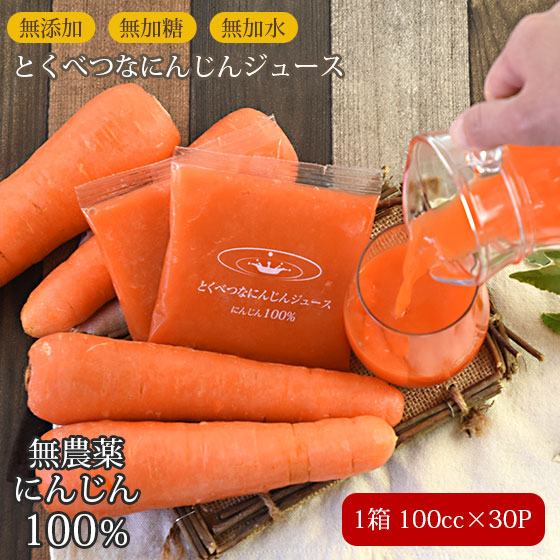 無添加 無加糖 無加水
とくべつなにんじんジュース
とくべつなにんじんジュース
にんじん100%
無農薬
にんじん
100%
1箱 100cc×30P